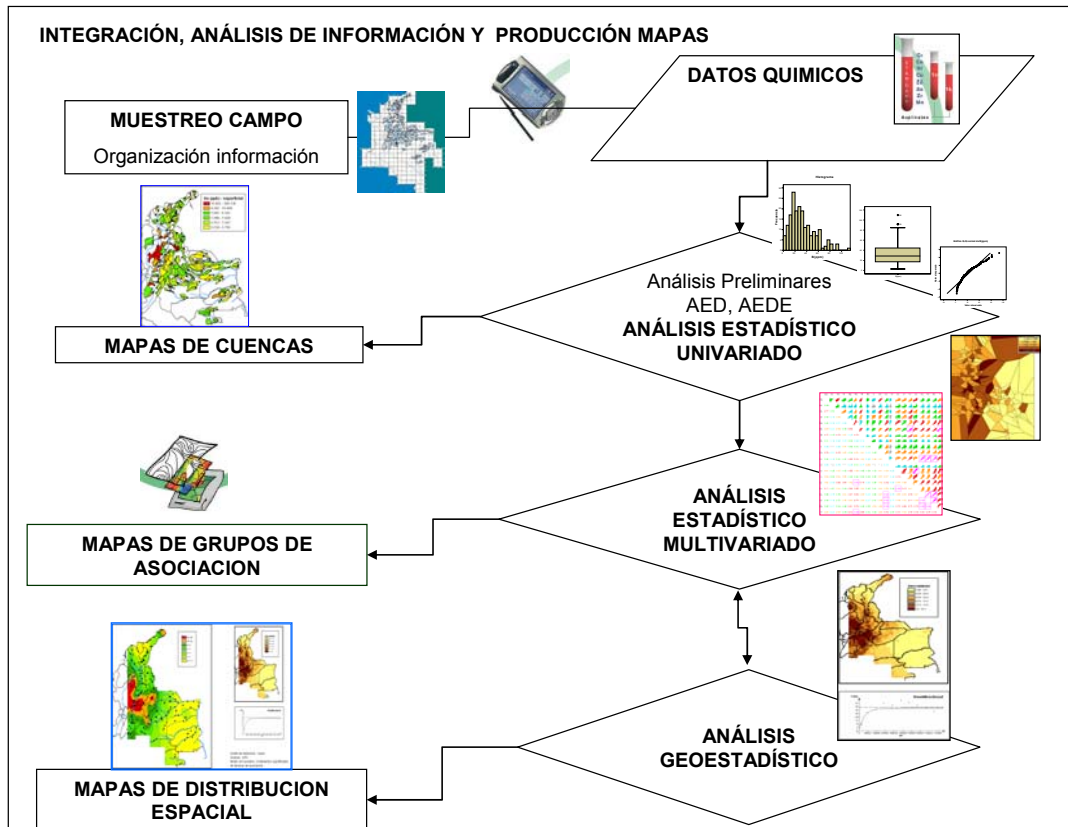 INTEGRACIÓN, ANÁLISIS DE INFORMACIÓN Y PRODUCCIÓN MAPAS
DATOS QUIMICOS
MUESTREO CAMPO
Organización información
Análisis Preliminares
AED, AEDE
ANÁLISIS ESTADÍSTICO
UNIVARIADO
MAPAS DE CUENCAS
ANÁLISIS
ESTADÍSTICO
MULTIVARIADO
MAPAS DE GRUPOS DE
ASOCIACION
ANÁLISIS
GEOESTADÍSTICO
MAPAS DE DISTRIBUCION
ESPACIAL